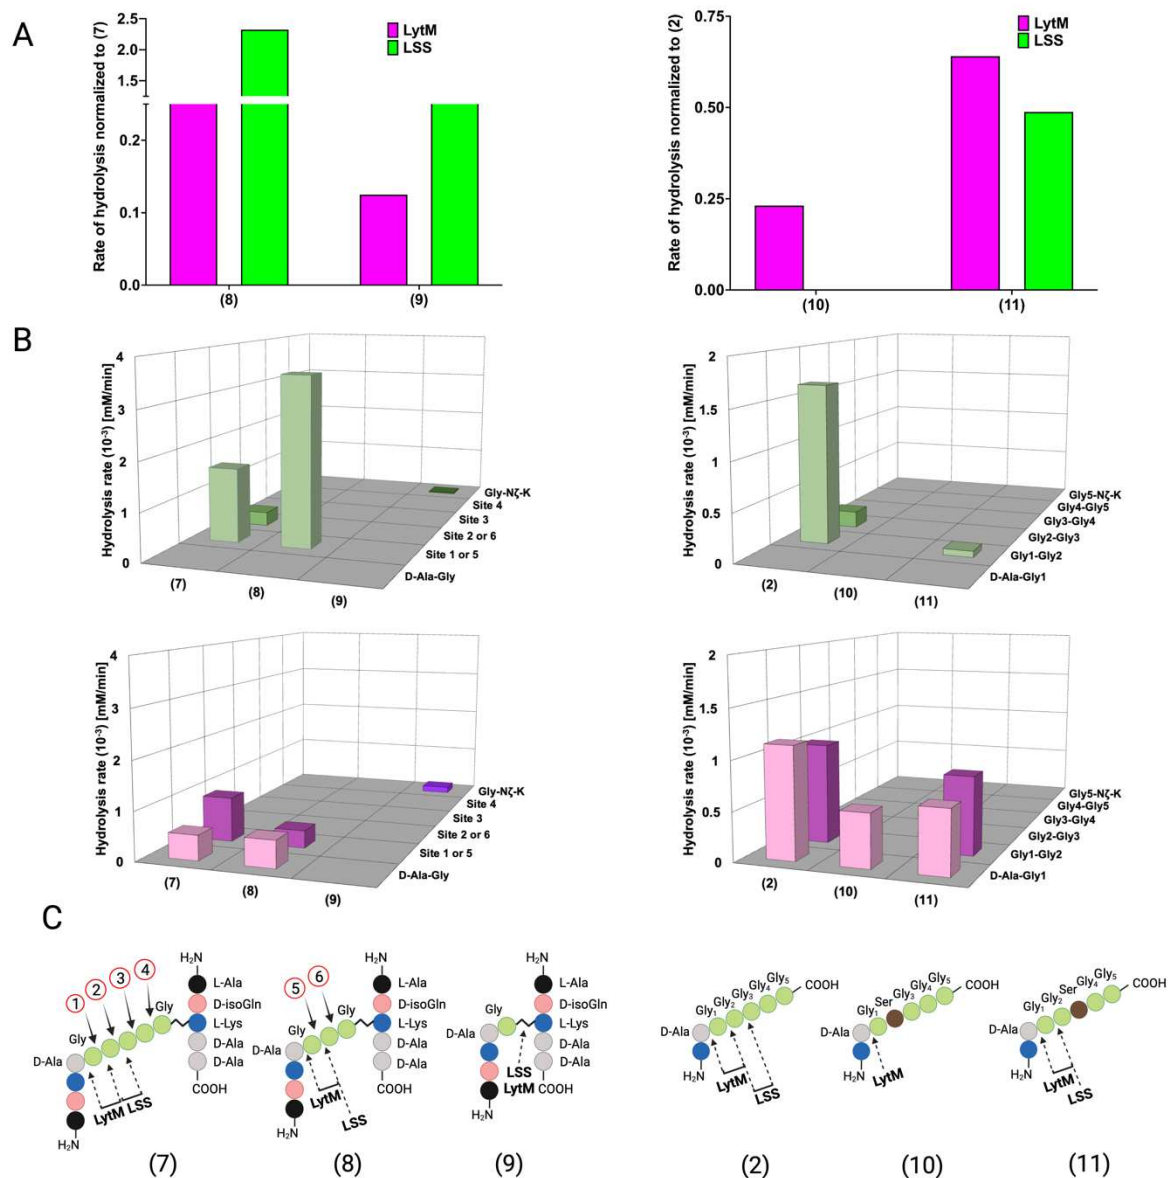 A
Rate of hydrolysis normalized to (7)
2.5
2.0
1.5
0.2
0.1
0.0
LytM
LSS
(8)
(9)
Rate of hydrolysis normalized to (2)
0.75
0.50
0.25
0.00
LytM
LSS
(10)
(11)
B
Hydrolysis rate (10⁻³) [mM/min]
4
3
2
1
0
Gly-Nζ-K
Site 4
Site 3
Site 2 or 6
Site 1 or 5
D-Ala-Gly
(7)
(8)
(9)
Hydrolysis rate (10⁻³) [mM/min]
2
1.5
1
0.5
0
Gly5-Nζ-K
Gly4-Gly5
Gly3-Gly4
Gly2-Gly3
Gly1-Gly2
D-Ala-Gly1
(2)
(10)
(11)
Hydrolysis rate (10⁻³) [mM/min]
4
3
2
1
0
Gly-Nζ-K
Site 4
Site 3
Site 2 or 6
Site 1 or 5
D-Ala-Gly
(7)
(8)
(9)
Hydrolysis rate (10⁻³) [mM/min]
2
1.5
1
0.5
0
Gly5-Nζ-K
Gly4-Gly5
Gly3-Gly4
Gly2-Gly3
Gly1-Gly2
D-Ala-Gly1
(2)
(10)
(11)
C
1
2
3
4
Gly
D-Ala
LytM
LSS
H₂N
H₂N
L-Ala
D-isoGln
L-Lys
D-Ala
D-Ala
COOH
(7)
5
6
Gly
D-Ala
LytM
LSS
H₂N
H₂N
L-Ala
D-isoGln
L-Lys
D-Ala
D-Ala
COOH
(8)
Gly
D-Ala
LSS
LytM
H₂N
H₂N
L-Ala
D-isoGln
L-Lys
D-Ala
D-Ala
COOH
(9)
Gly₁
Gly₂
Gly₃
Gly₄
Gly₅
COOH
D-Ala
H₂N
LytM
LSS
(2)
Gly₁
Ser
Gly₃
Gly₄
Gly₅
COOH
D-Ala
H₂N
LytM
(10)
Gly₁
Gly₂
Ser
Gly₄
Gly₅
COOH
D-Ala
H₂N
LytM
LSS
(11)